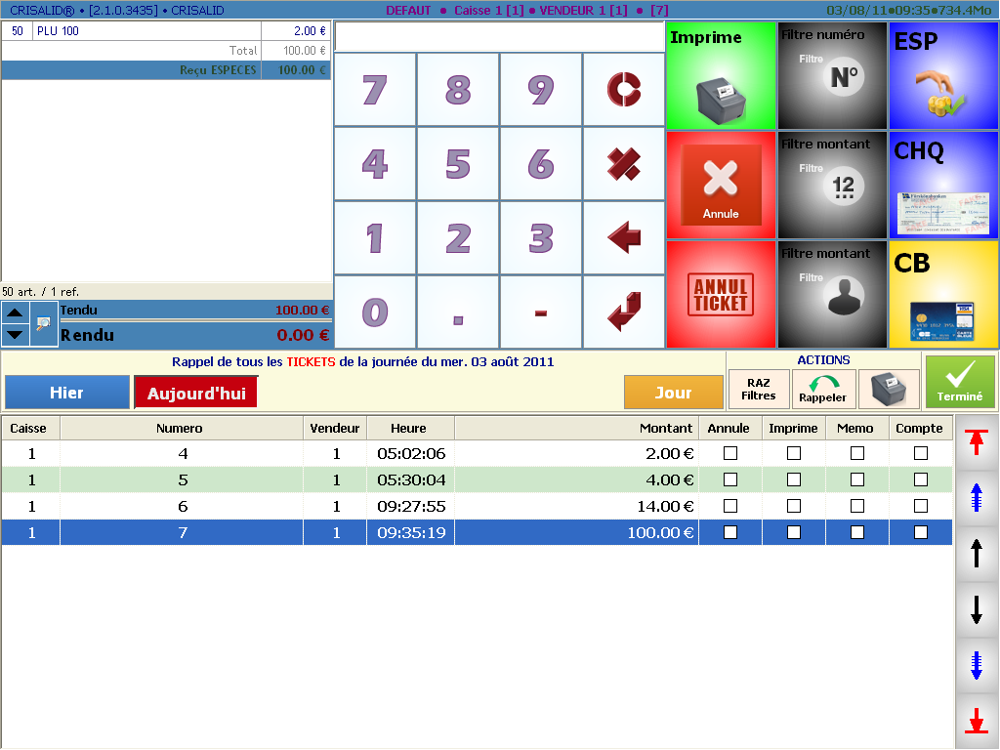 CRISALID® • [2.1.0.3435] • CRISALID
DEFAUT • Caisse 1 [1] • VENDEUR 1 [1] • [7]
03/08/11•09:35•734.4Mo
50 PLU 100 2.00 €
Total 100.00 €
Reçu ESPECES 100.00 €
50 art. / 1 ref.
Tendu 100.00 €
Rendu 0.00 €
7 8 9
4 5 6
1 2 3
0 . -
Imprime
Filtre numéro
Filtre
N°
ESP
Annule
Filtre montant
Filtre
12
...
CHQ
ANNUL
TICKET
Filtre montant
Filtre
CB
VISA
Rappel de tous les TICKETS de la journée du mer. 03 août 2011
Hier
Aujourd'hui
Jour
ACTIONS
RAZ
Filtres
Rappeler
Terminé
Caisse Numero Vendeur Heure Montant Annule Imprime Memo Compte
1 4 1 05:02:06 2.00 €
1 5 1 05:30:04 4.00 €
1 6 1 09:27:55 14.00 €
1 7 1 09:35:19 100.00 €